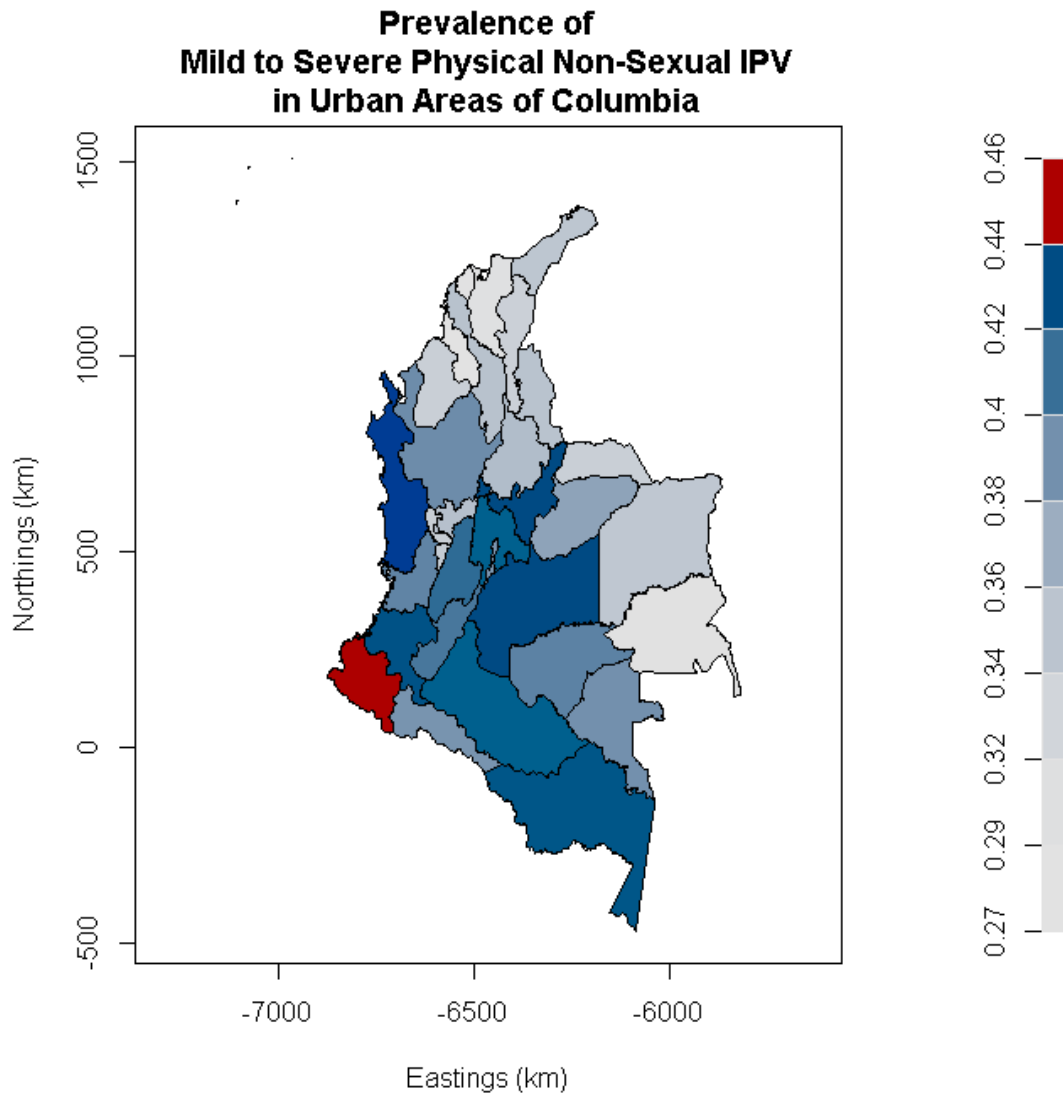 Prevalence of
Mild to Severe Physical Non-Sexual IPV
in Urban Areas of Columbia
1500
1000
500
0
-500
Northings (km)
-7000 -6500 -6000
Eastings (km)
0.46
0.44
0.42
0.4
0.38
0.36
0.34
0.32
0.29
0.27